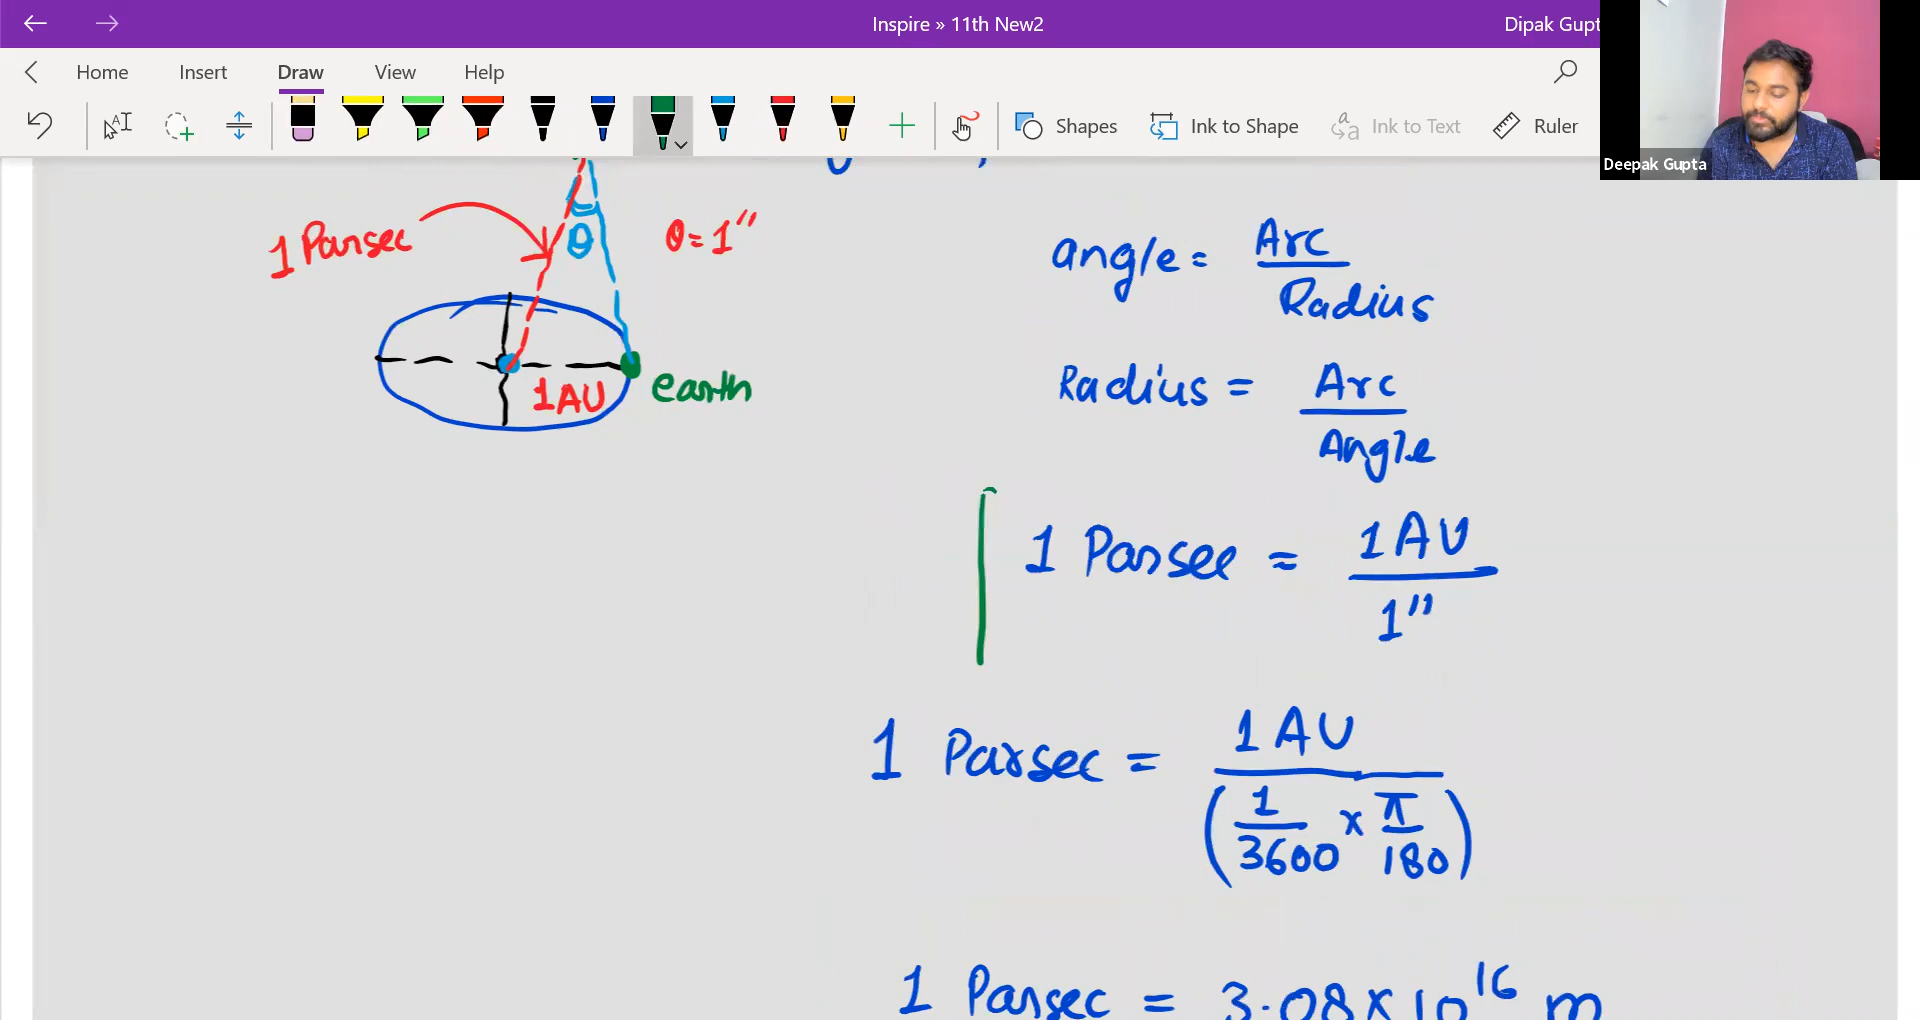 Inspire » 11th New2
Dipak Gupt
Home Insert Draw View Help
Shapes Ink to Shape Ink to Text Ruler
Deepak Gupta
1 Parsec
θ
θ = 1"
1AU
earth
angle = Arc / Radius
Radius = Arc / Angle
1 Parsec = 1AU / 1"
1 Parsec = 1AU / (1/3600 x π/180)
1 Parsec = 3.08 x 10^16 m